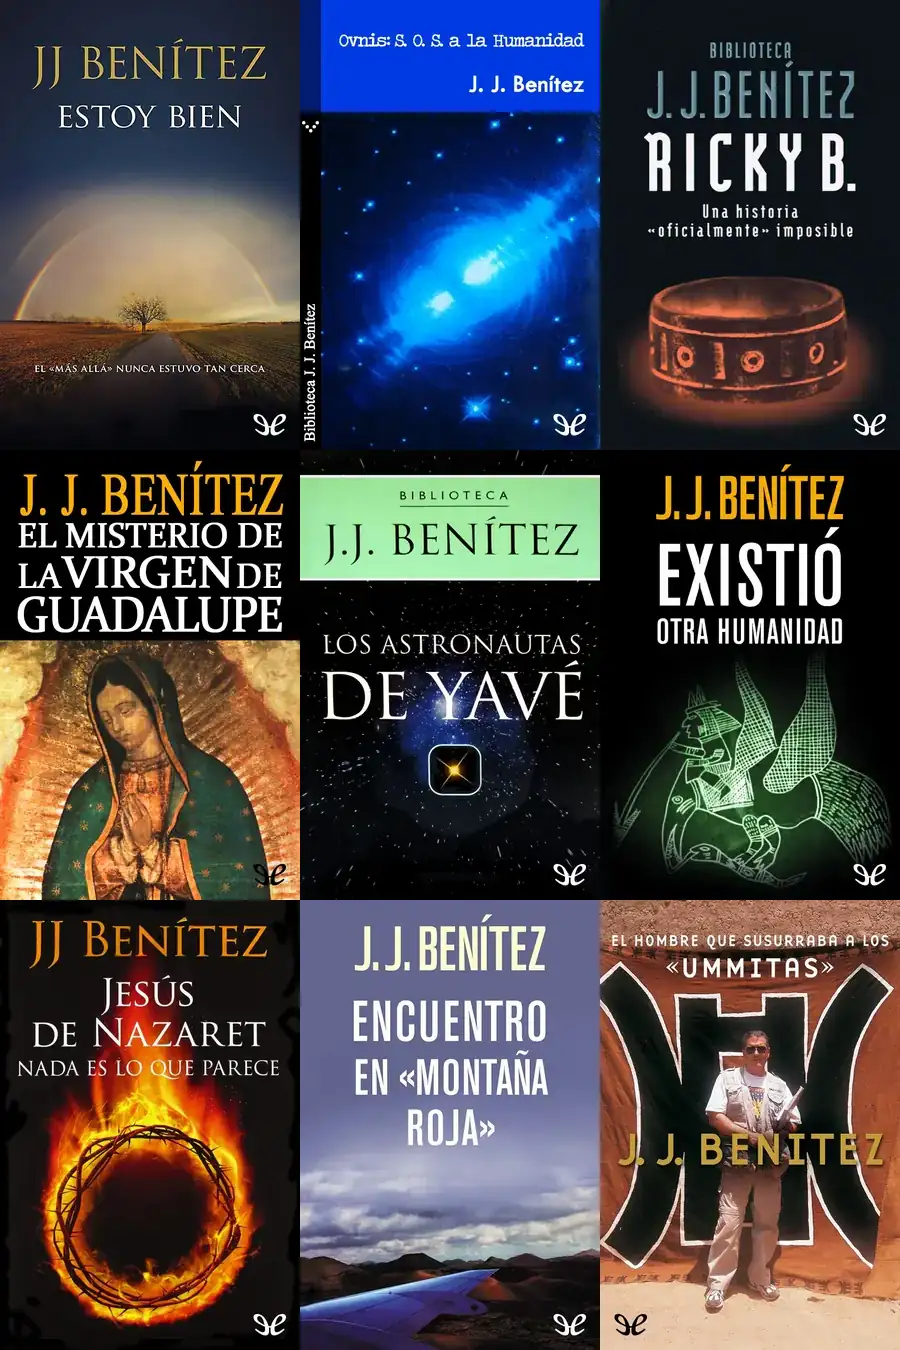 JJ BENÍTEZ
ESTOY BIEN
EL «MÁS ALLÁ» NUNCA ESTUVO TAN CERCA
Ovnis: S. O. S. a la Humanidad
J. J. Benítez
Biblioteca J. J. Benítez
BIBLIOTECA
J. J. BENÍTEZ
RICKY B.
Una historia
«oficialmente» imposible
J. J. BENÍTEZ
EL MISTERIO DE
LA VIRGEN DE
GUADALUPE
BIBLIOTECA
J.J. BENÍTEZ
LOS ASTRONAUTAS
DE YAVÉ
J. J. BENÍTEZ
EXISTIÓ
OTRA HUMANIDAD
JJ BENÍTEZ
JESÚS
DE NAZARET
NADA ES LO QUE PARECE
J. J. BENÍTEZ
ENCUENTRO
EN «MONTAÑA
ROJA»
EL HOMBRE QUE SUSURRABA A LOS
«UMMITAS»
J. J. BENITEZ